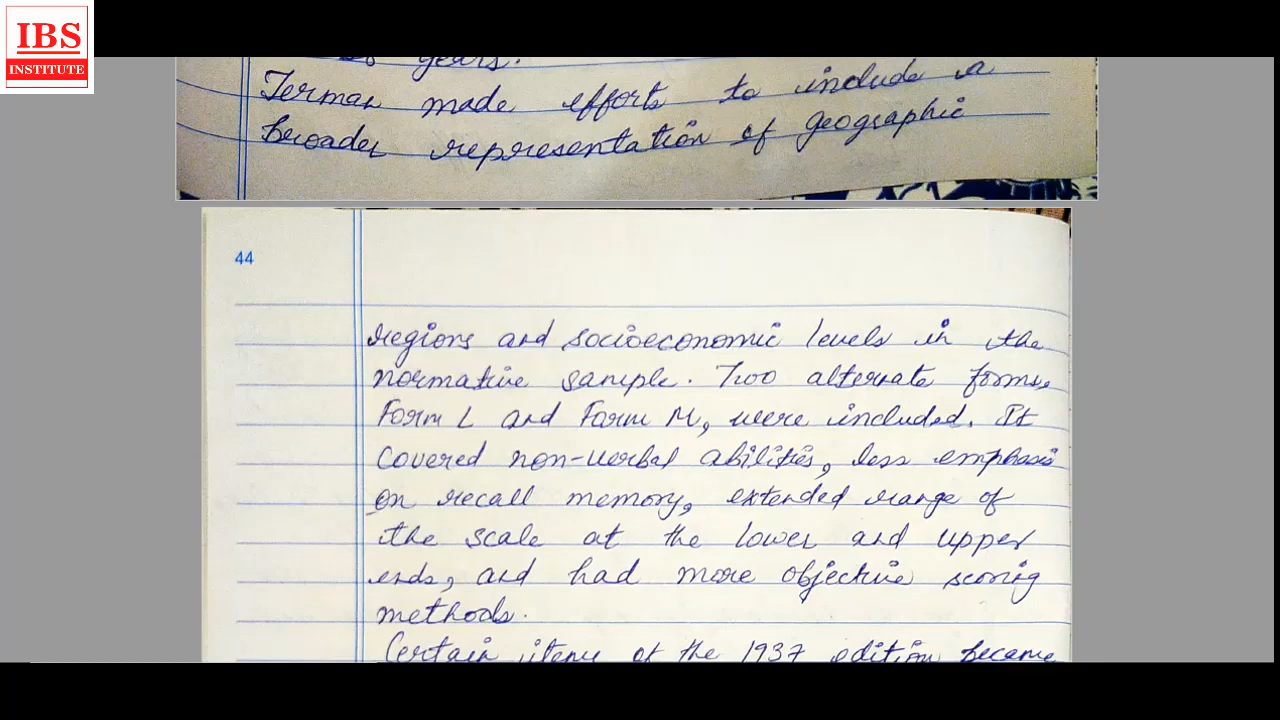 IBS
INSTITUTE
years.
Terman made efforts to include a
broader representation of geographic
44
regions and socioeconomic levels in the
normative sample. Two alternate forms,
Form L and Form M, were included. It
covered non-verbal abilities, less emphasis
on recall memory, extended range of
the scale at the lower and upper
ends, and had more objective scoring
methods.
Certain items of the 1937 edition became